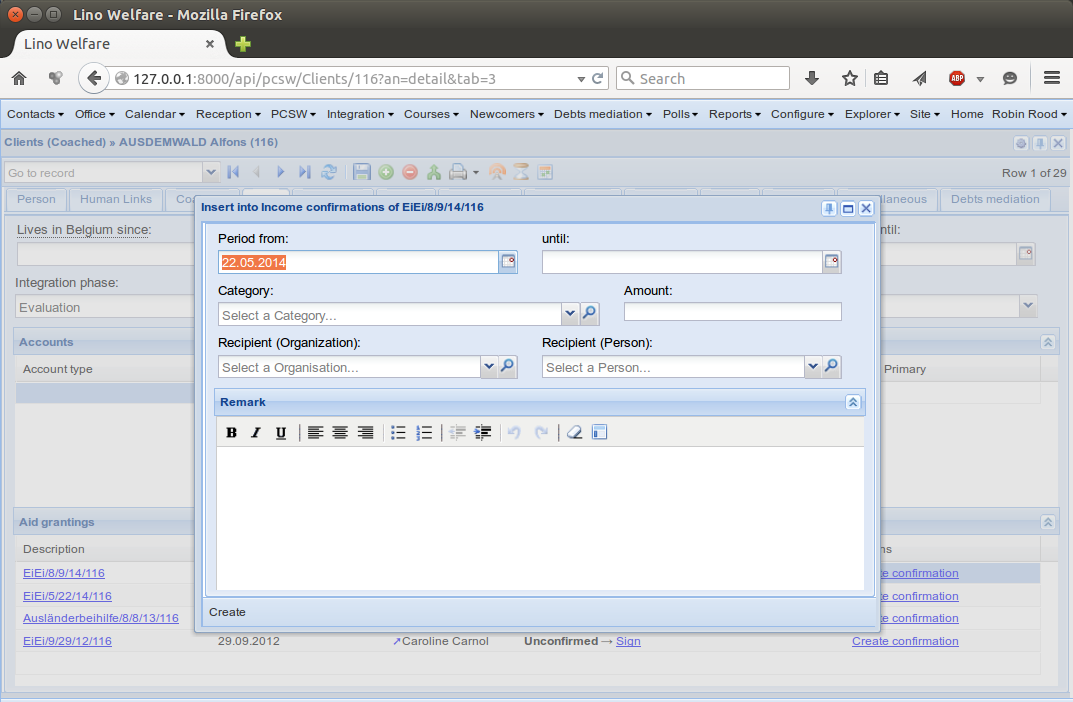 Lino Welfare - Mozilla Firefox
Lino Welfare
127.0.0.1:8000/api/pcsw/Clients/116?an=detail&tab=3 Search ABP
Contacts Office Calendar Reception PCSW Integration Courses Newcomers Debts mediation Polls Reports Configure Explorer Site Home Robin Rood
Clients (Coached) » AUSDEMWALD Alfons (116)
Go to record Row 1 of 29
Person Human Links Debts mediation
Insert into Income confirmations of EiEi/8/9/14/116
Lives in Belgium since:
Period from: until:
22.05.2014
Integration phase:
Category: Amount:
Evaluation
Select a Category...
Accounts
Recipient (Organization): Recipient (Person):
Account type Select a Organisation... Select a Person... Primary
Remark
B I U
Aid grantings
Description
EiEi/8/9/14/116 confirmation
EiEi/5/22/14/116 confirmation
Ausländerbeihilfe/8/8/13/116 confirmation
Create
EiEi/9/29/12/116 29.09.2012 ↗Caroline Carnol Unconfirmed → Sign Create confirmation